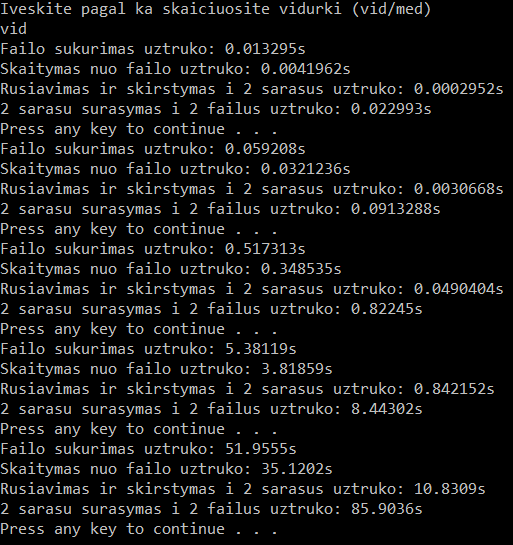 Iveskite pagal ka skaiciuosite vidurki (vid/med)
vid
Failo sukurimas uztruko: 0.013295s
Skaitymas nuo failo uztruko: 0.0041962s
Rusiavimas ir skirstymas i 2 sarasus uztruko: 0.0002952s
2 sarasu surasymas i 2 failus uztruko: 0.022993s
Press any key to continue . . .
Failo sukurimas uztruko: 0.059208s
Skaitymas nuo failo uztruko: 0.0321236s
Rusiavimas ir skirstymas i 2 sarasus uztruko: 0.0030668s
2 sarasu surasymas i 2 failus uztruko: 0.0913288s
Press any key to continue . . .
Failo sukurimas uztruko: 0.517313s
Skaitymas nuo failo uztruko: 0.348535s
Rusiavimas ir skirstymas i 2 sarasus uztruko: 0.0490404s
2 sarasu surasymas i 2 failus uztruko: 0.82245s
Press any key to continue . . .
Failo sukurimas uztruko: 5.38119s
Skaitymas nuo failo uztruko: 3.81859s
Rusiavimas ir skirstymas i 2 sarasus uztruko: 0.842152s
2 sarasu surasymas i 2 failus uztruko: 8.44302s
Press any key to continue . . .
Failo sukurimas uztruko: 51.9555s
Skaitymas nuo failo uztruko: 35.1202s
Rusiavimas ir skirstymas i 2 sarasus uztruko: 10.8309s
2 sarasu surasymas i 2 failus uztruko: 85.9036s
Press any key to continue . . .